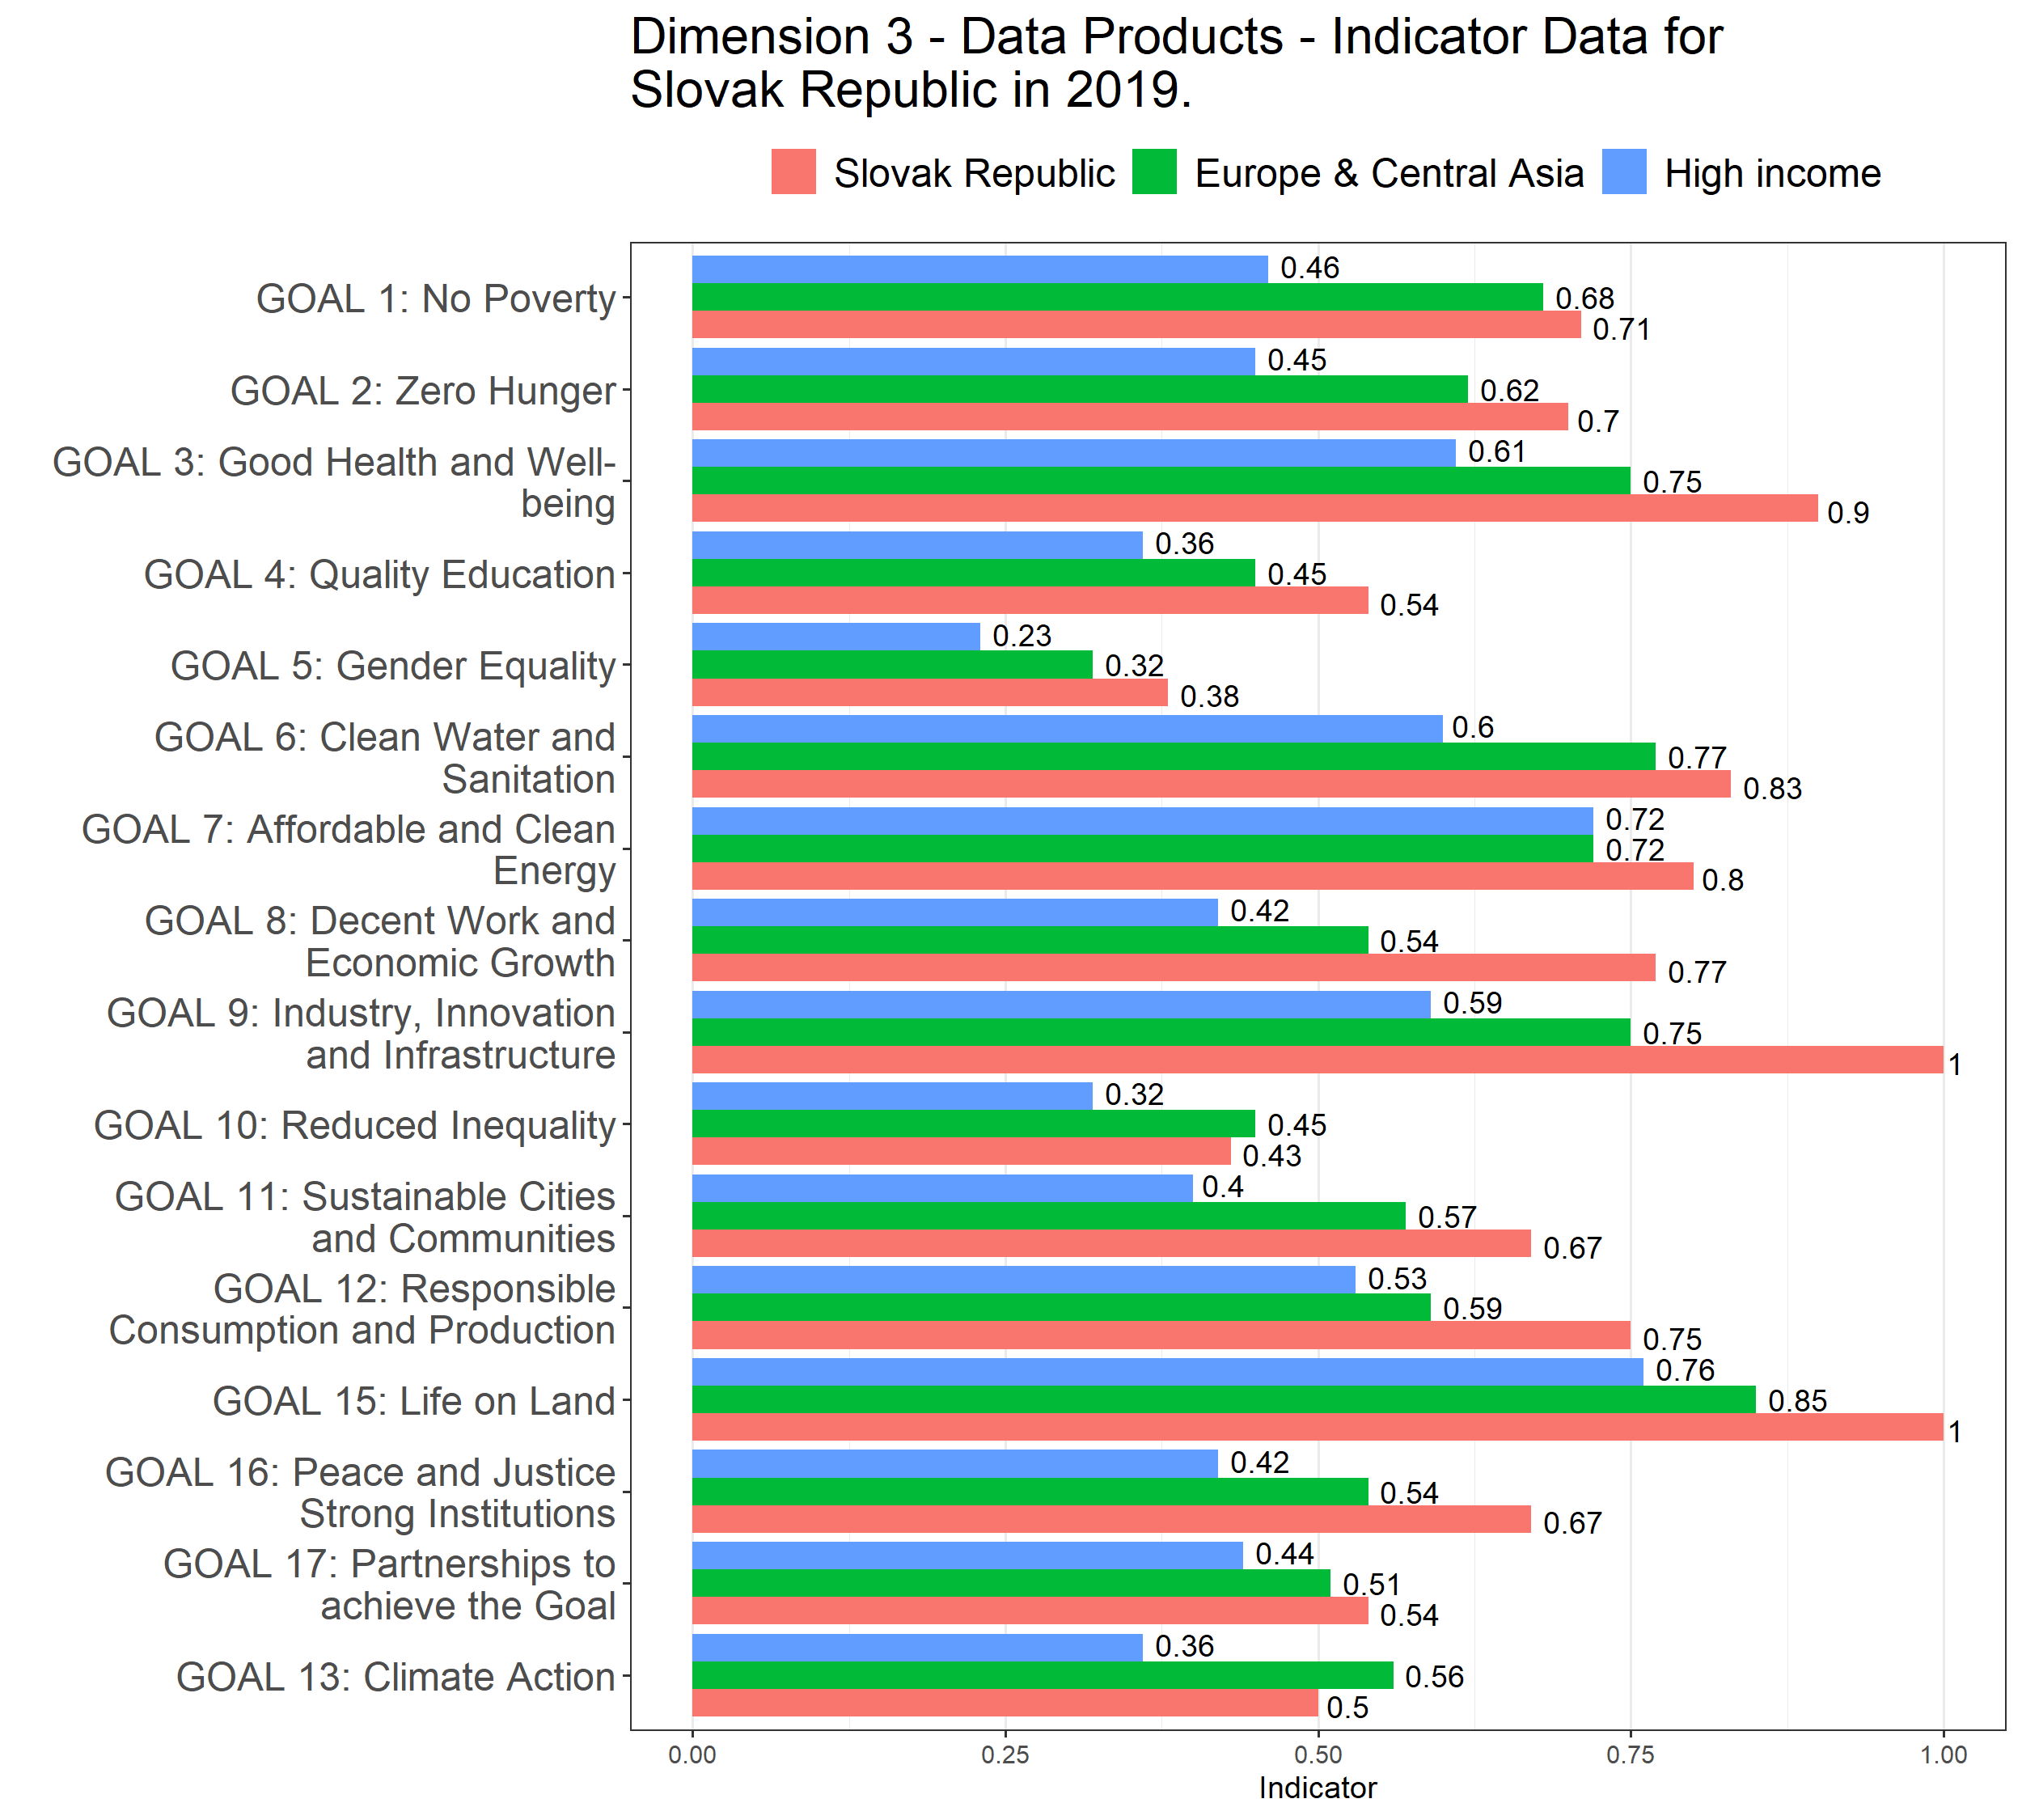 Dimension 3 - Data Products - Indicator Data for
Slovak Republic in 2019.
Slovak Republic Europe & Central Asia High income
GOAL 1: No Poverty
0.46
0.68
0.71
GOAL 2: Zero Hunger
0.45
0.62
0.7
GOAL 3: Good Health and Well-
being
0.61
0.75
0.9
GOAL 4: Quality Education
0.36
0.45
0.54
GOAL 5: Gender Equality
0.23
0.32
0.38
GOAL 6: Clean Water and
Sanitation
0.6
0.77
0.83
GOAL 7: Affordable and Clean
Energy
0.72
0.72
0.8
GOAL 8: Decent Work and
Economic Growth
0.42
0.54
0.77
GOAL 9: Industry, Innovation
and Infrastructure
0.59
0.75
1
GOAL 10: Reduced Inequality
0.32
0.45
0.43
GOAL 11: Sustainable Cities
and Communities
0.4
0.57
0.67
GOAL 12: Responsible
Consumption and Production
0.53
0.59
0.75
GOAL 15: Life on Land
0.76
0.85
1
GOAL 16: Peace and Justice
Strong Institutions
0.42
0.54
0.67
GOAL 17: Partnerships to
achieve the Goal
0.44
0.51
0.54
GOAL 13: Climate Action
0.36
0.56
0.5
0.00 0.25 0.50 0.75 1.00
Indicator